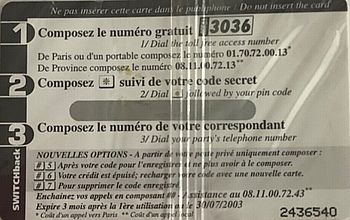 Ne pas insérer cette carte dans le publiphone / Do not insert the card
1 Composez le numéro gratuit 3036
1/ Dial the toll free access number
De Paris ou d'un portable composez le numéro 01.70.72.00.13*
De Province composez le numéro 08.11.00.72.13**
2 Composez ✳ suivi de votre code secret
2/ Dial ✳ followed by your pin code
3 Composez le numéro de votre correspondant
3/ Dial your party's telephone number
SWITCHback
NOUVELLES OPTIONS - A partir de votre poste privé uniquement composer :
#5 Après votre code pour l'enregistrer et ne plus avoir à le composer.
#6 Votre crédit est épuisé; recharger votre code avec une nouvelle carte.
#7 Pour supprimer le code enregistré.
Enchainez vos appels en composant ## - Assistance au 08.11.00.72.43**
Expire 3 mois après la 1ère utilisation ou le 30/07/2003
* Coût d'un appel vers Paris ** Coût d'un appel local
2436540